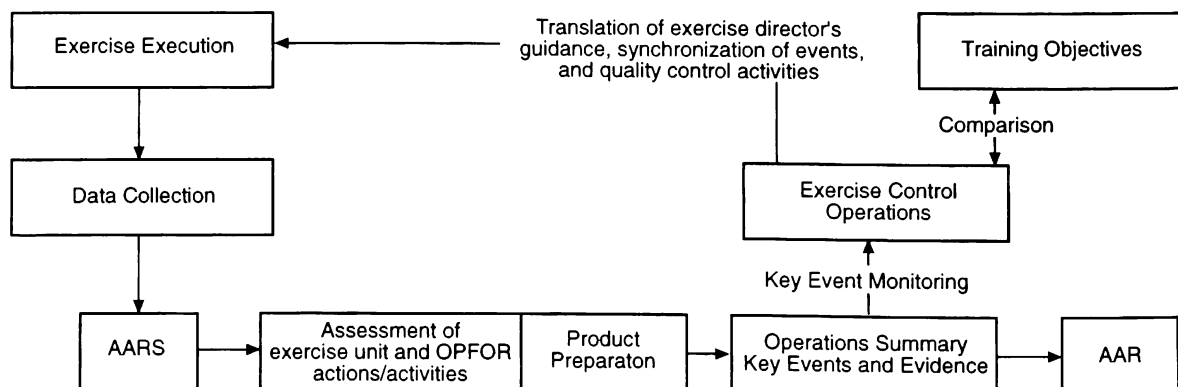 Exercise Execution
Translation of exercise director's
guidance, synchronization of events,
and quality control activities
Training Objectives
Comparison
Data Collection
Exercise Control
Operations
Key Event Monitoring
AARS
Assessment of
exercise unit and OPFOR
actions/activities
Product
Preparaton
Operations Summary
Key Events and Evidence
AAR